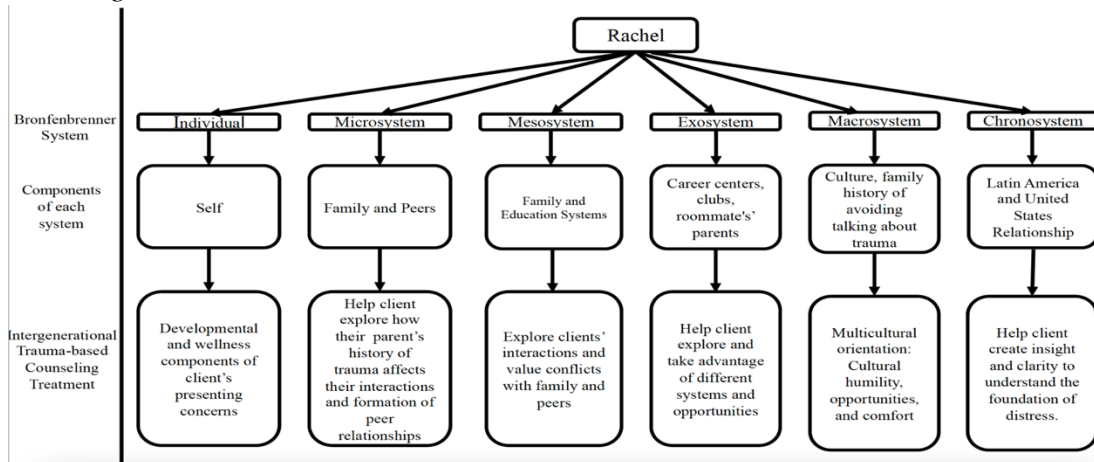 Rachel
Bronfenbrenner
System
Individual
Microsystem
Mesosystem
Exosystem
Macrosystem
Chronosystem
Components
of each
system
Self
Family and Peers
Family and
Education Systems
Career centers,
clubs,
roommate's’
parents
Culture, family
history of
avoiding
talking about
trauma
Latin America
and United
States
Relationship
Intergenerational
Trauma-based
Counseling
Treatment
Developmental
and wellness
components of
client’s
presenting
concerns
Help client
explore how
their parent’s
history of
trauma affects
their interactions
and formation of
peer
relationships
Explore clients’
interactions and
value conflicts
with family and
peers
Help client
explore and
take advantage
of different
systems and
opportunities
Multicultural
orientation:
Cultural
humility,
opportunities,
and comfort
Help client
create insight
and clarity to
understand the
foundation of
distress.